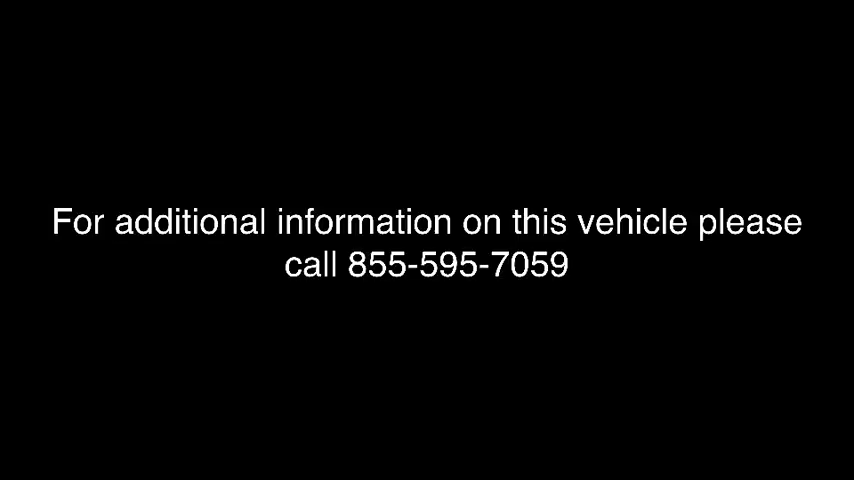 For additional information on this vehicle please
call 855-595-7059